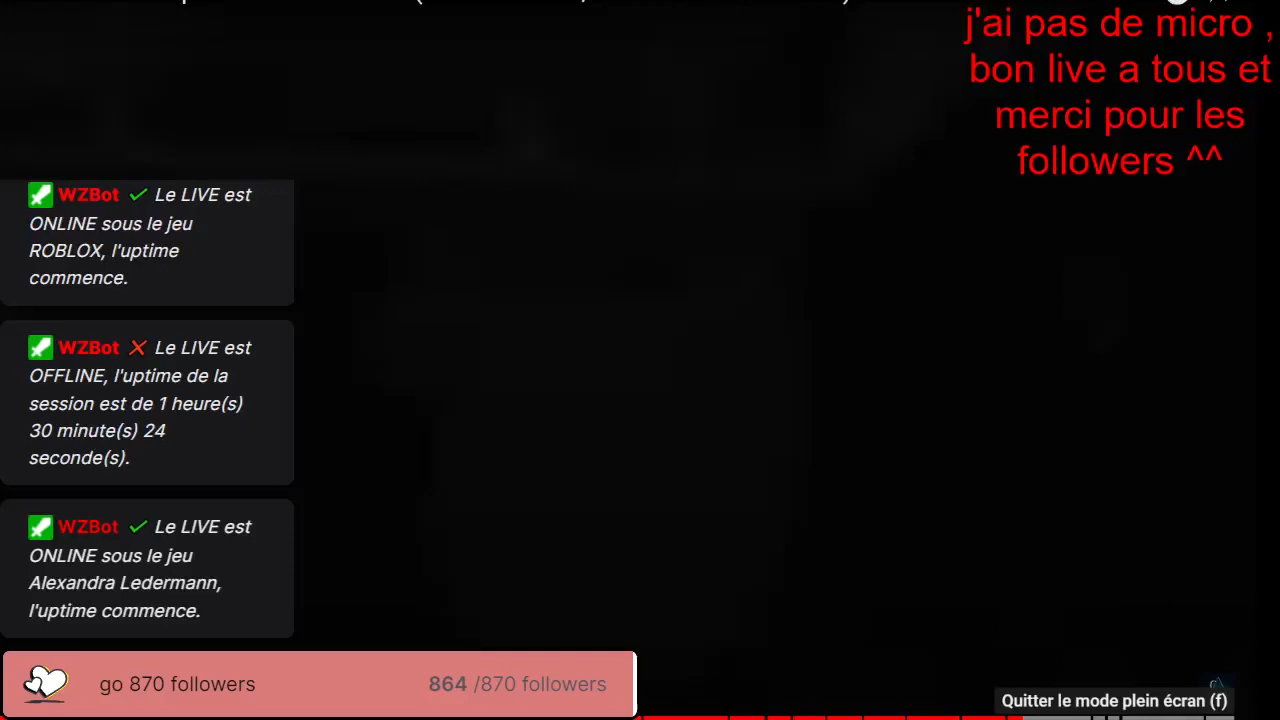 j'ai pas de micro ,
bon live a tous et
merci pour les
followers ^^
WZBot ✓ Le LIVE est
ONLINE sous le jeu
ROBLOX, l'uptime
commence.
WZBot ✗ Le LIVE est
OFFLINE, l'uptime de la
session est de 1 heure(s)
30 minute(s) 24
seconde(s).
WZBot ✓ Le LIVE est
ONLINE sous le jeu
Alexandra Ledermann,
l'uptime commence.
go 870 followers 864 /870 followers
Quitter le mode plein écran (f)